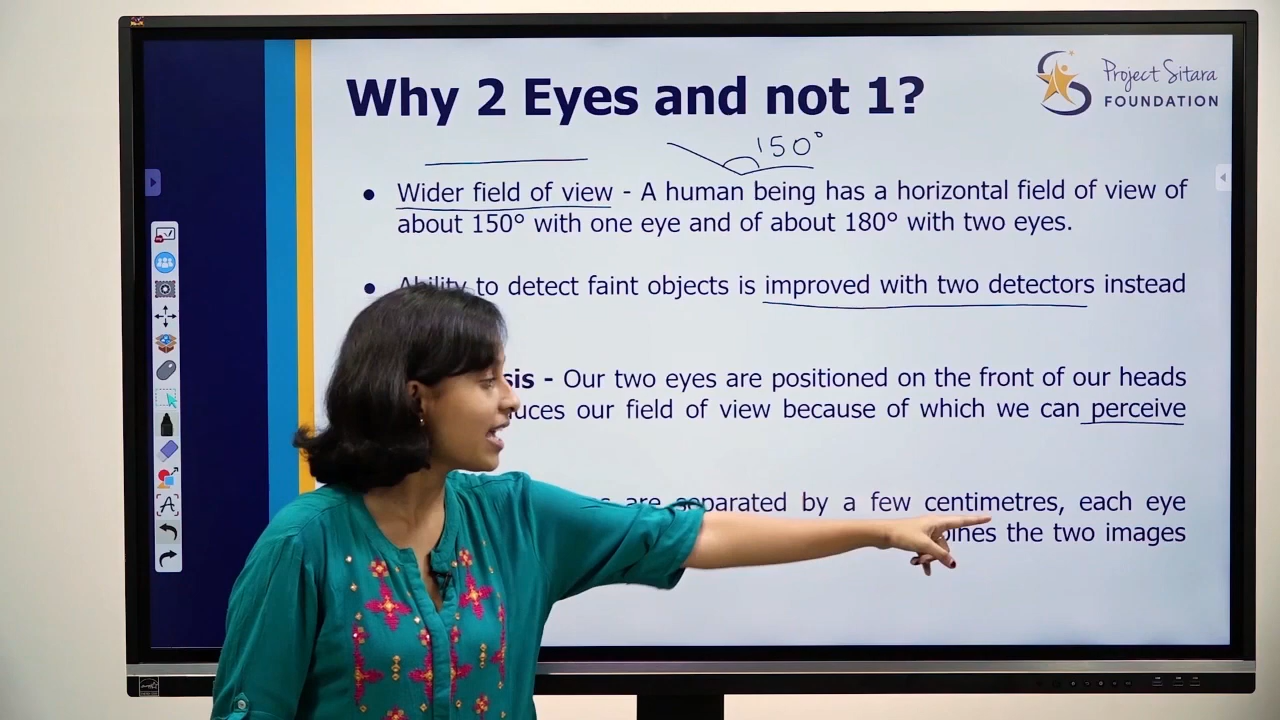 Why 2 Eyes and not 1?
Project Sitara
FOUNDATION
150°
Wider field of view - A human being has a horizontal field of view of
about 150° with one eye and of about 180° with two eyes.
Ability to detect faint objects is improved with two detectors instead
- Our two eyes are positioned on the front of our heads
our field of view because of which we can perceive
are separated by a few centimetres, each eye
the two images